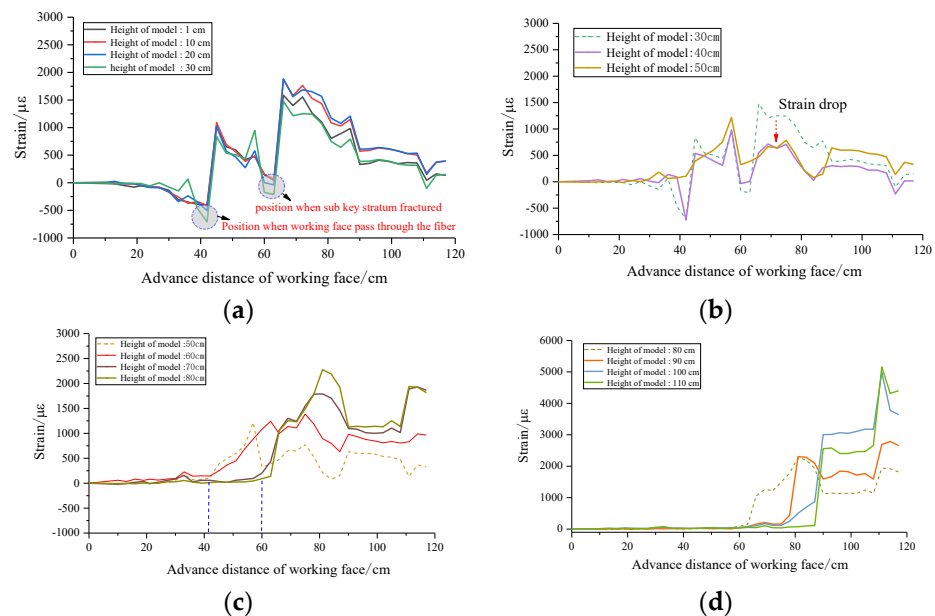 3000
2500
2000
1500
1000
500
0
-500
-1000
Strain/με
Height of model : 1 cm
Height of model : 10 cm
Height of model : 20 cm
height of model : 30 cm
position when sub key stratum fractured
Position when working face pass through the fiber
0 20 40 60 80 100 120
Advance distance of working face/cm
(a)
3000
2500
2000
1500
1000
500
0
-500
-1000
Strain/με
Height of model:30cm
Height of model:40cm
Height of model:50cm
Strain drop
0 20 40 60 80 100 120
Advance distance of working face/cm
(b)
3000
2500
2000
1500
1000
500
0
-500
-1000
Strain/με
Height of model :50cm
Height of model :60cm
Height of model :70cm
Height of model :80cm
0 20 40 60 80 100 120
Advance distance of working face/cm
(c)
6000
5000
4000
3000
2000
1000
0
Strain/με
Height of model : 80 cm
Height of model : 90 cm
Height of model : 100 cm
Height of model : 110 cm
0 20 40 60 80 100 120
Advance distance of working face/cm
(d)